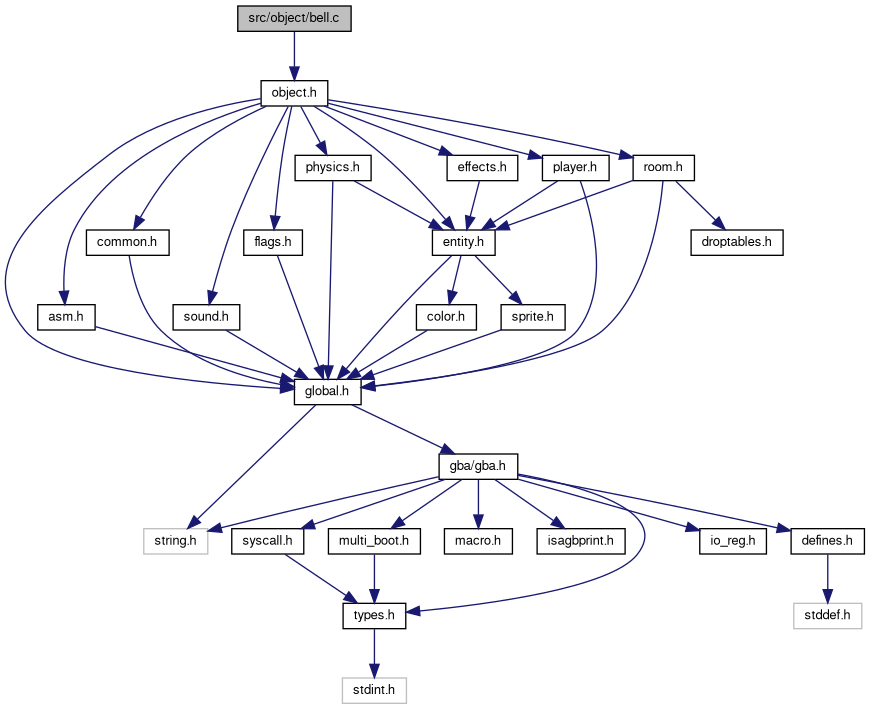 src/object/bell.c
object.h
physics.h
effects.h
player.h
room.h
common.h
flags.h
entity.h
droptables.h
asm.h
sound.h
color.h
sprite.h
global.h
gba/gba.h
string.h
syscall.h
multi_boot.h
macro.h
isagbprint.h
io_reg.h
defines.h
types.h
stddef.h
stdint.h